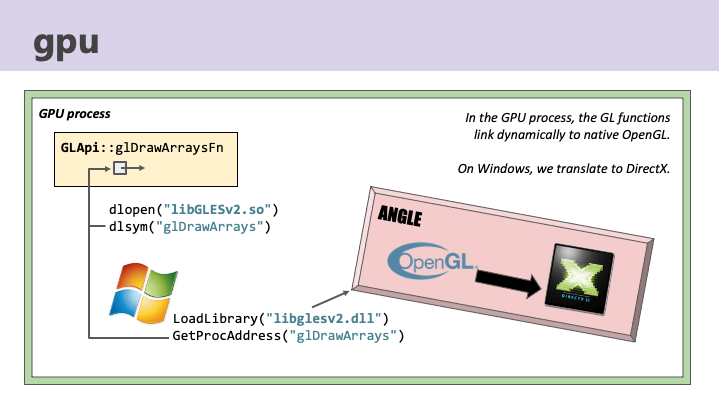 gpu
GPU process
In the GPU process, the GL functions
link dynamically to native OpenGL.
On Windows, we translate to DirectX.
GLApi::glDrawArraysFn
dlopen("libGLESv2.so")
dlsym("glDrawArrays")
ANGLE
OpenGL
LoadLibrary("libglesv2.dll")
GetProcAddress("glDrawArrays")